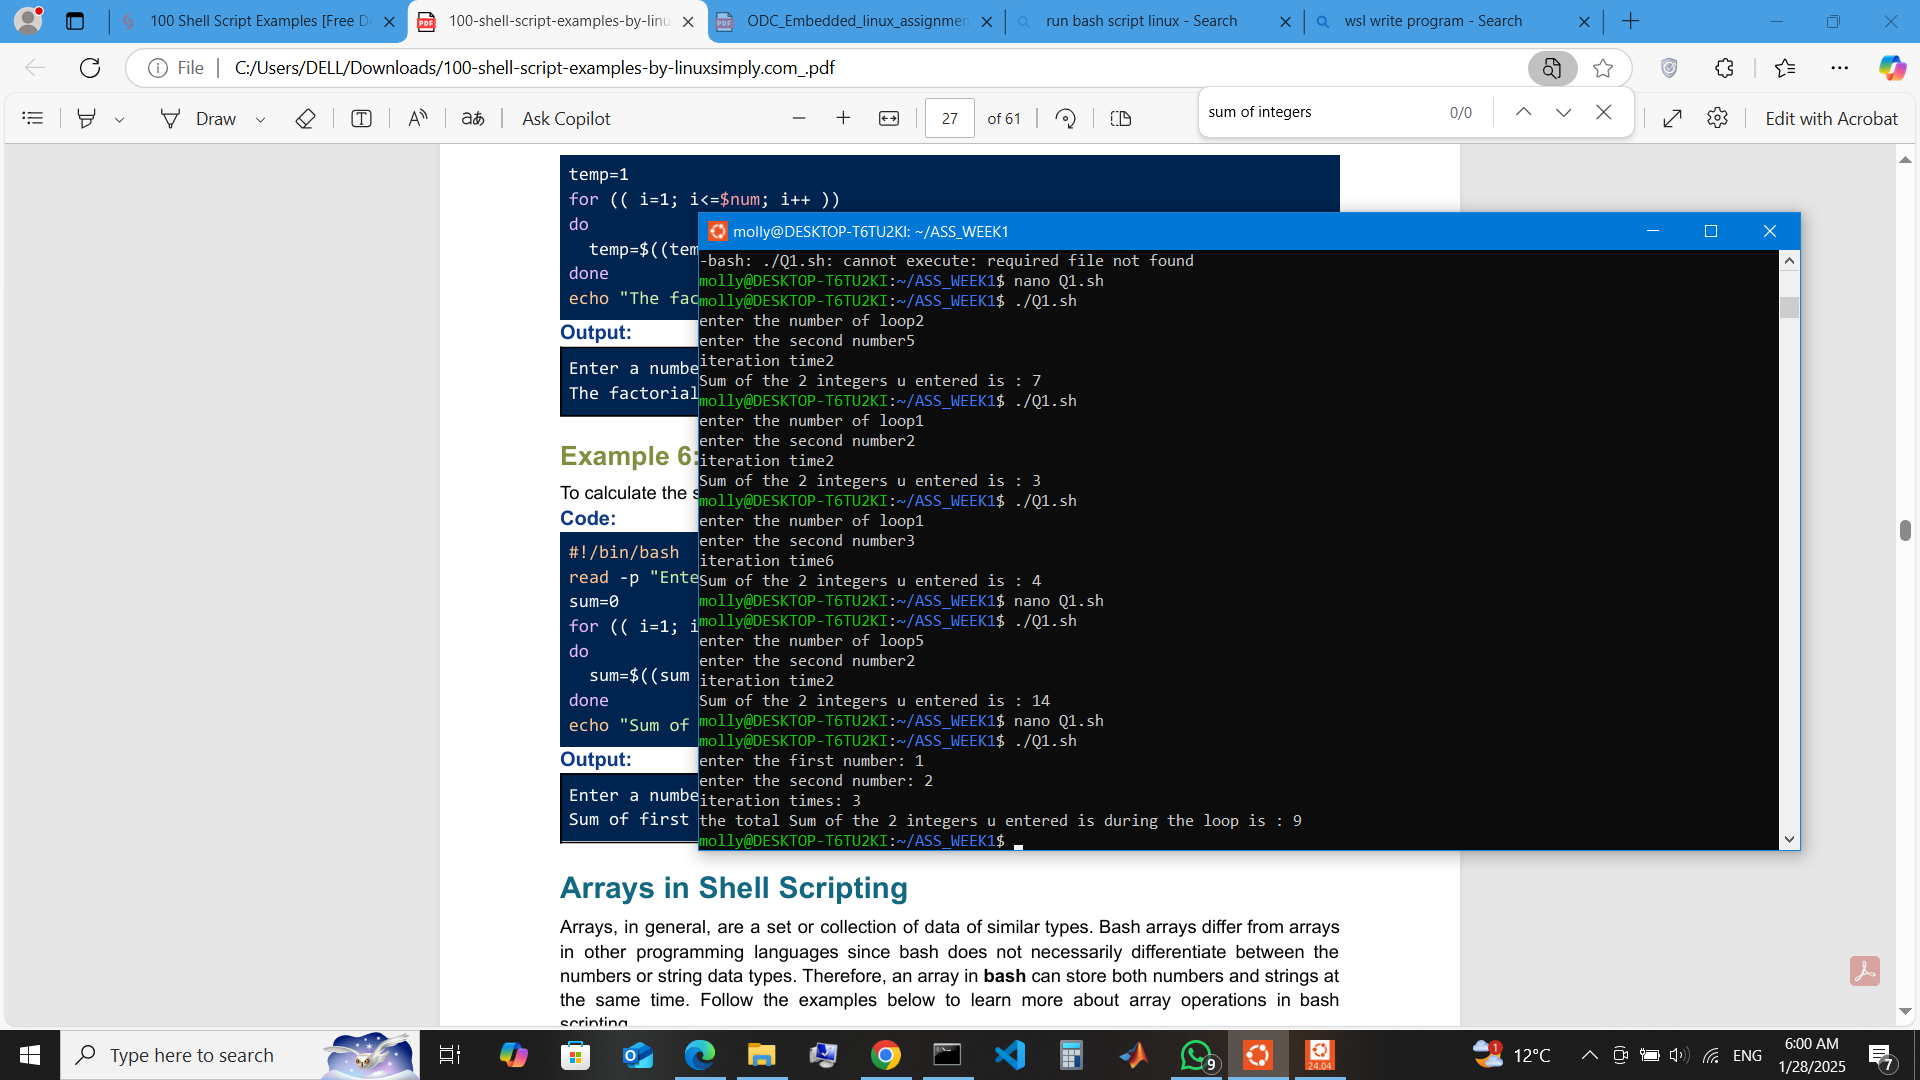 100 Shell Script Examples [Free Do
100-shell-script-examples-by-linu
ODC_Embedded_linux_assignmen
run bash script linux - Search
wsl write program - Search
File
C:/Users/DELL/Downloads/100-shell-script-examples-by-linuxsimply.com_.pdf
Draw
aあ
Ask Copilot
27
of 61
sum of integers
0/0
Edit with Acrobat
temp=1
for (( i=1; i<=$num; i++ ))
do
temp=$((tem
done
echo "The fac
Output:
Enter a numbe
The factorial
Example 6:
To calculate the s
Code:
#!/bin/bash
read -p "Ente
sum=0
for (( i=1; i
do
sum=$((sum
done
echo "Sum of
Output:
Enter a numbe
Sum of first
molly@DESKTOP-T6TU2KI: ~/ASS_WEEK1
-bash: ./Q1.sh: cannot execute: required file not found
molly@DESKTOP-T6TU2KI:~/ASS_WEEK1$ nano Q1.sh
molly@DESKTOP-T6TU2KI:~/ASS_WEEK1$ ./Q1.sh
enter the number of loop2
enter the second number5
iteration time2
Sum of the 2 integers u entered is : 7
molly@DESKTOP-T6TU2KI:~/ASS_WEEK1$ ./Q1.sh
enter the number of loop1
enter the second number2
iteration time2
Sum of the 2 integers u entered is : 3
molly@DESKTOP-T6TU2KI:~/ASS_WEEK1$ ./Q1.sh
enter the number of loop1
enter the second number3
iteration time6
Sum of the 2 integers u entered is : 4
molly@DESKTOP-T6TU2KI:~/ASS_WEEK1$ nano Q1.sh
molly@DESKTOP-T6TU2KI:~/ASS_WEEK1$ ./Q1.sh
enter the number of loop5
enter the second number2
iteration time2
Sum of the 2 integers u entered is : 14
molly@DESKTOP-T6TU2KI:~/ASS_WEEK1$ nano Q1.sh
molly@DESKTOP-T6TU2KI:~/ASS_WEEK1$ ./Q1.sh
enter the first number: 1
enter the second number: 2
iteration times: 3
the total Sum of the 2 integers u entered is during the loop is : 9
molly@DESKTOP-T6TU2KI:~/ASS_WEEK1$
Arrays in Shell Scripting
Arrays, in general, are a set or collection of data of similar types. Bash arrays differ from arrays
in other programming languages since bash does not necessarily differentiate between the
numbers or string data types. Therefore, an array in bash can store both numbers and strings at
the same time. Follow the examples below to learn more about array operations in bash
scripting.
Type here to search
9
24.04
1
12°C
ENG
6:00 AM
1/28/2025
7